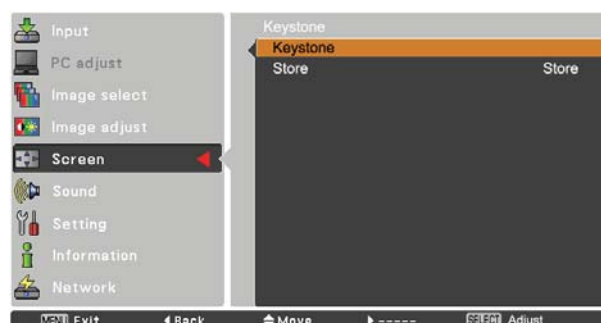 Input
PC adjust
Image select
Image adjust
Screen
Sound
Setting
Information
Network
Keystone
Keystone
Store Store
MENU Exit Back Move ----- SELECT Adjust